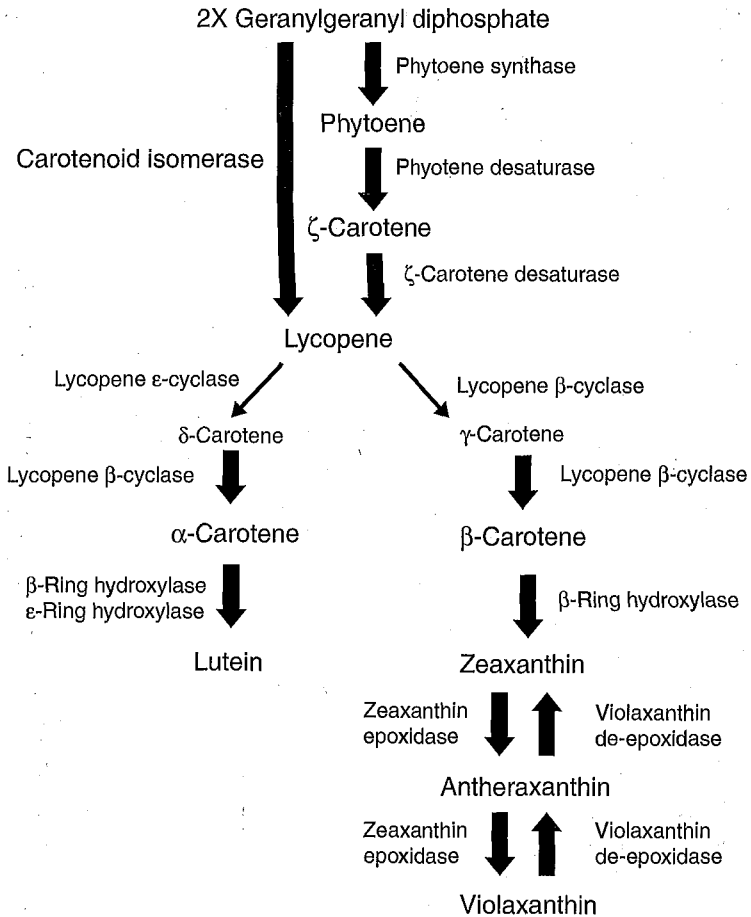 2X Geranylgeranyl diphosphate
Phytoene synthase
Phytoene
Carotenoid isomerase
Phyotene desaturase
ζ-Carotene
ζ-Carotene desaturase
Lycopene
Lycopene ε-cyclase
Lycopene β-cyclase
δ-Carotene
γ-Carotene
Lycopene β-cyclase
Lycopene β-cyclase
α-Carotene
β-Carotene
β-Ring hydroxylase
ε-Ring hydroxylase
β-Ring hydroxylase
Lutein
Zeaxanthin
Zeaxanthin
epoxidase
Violaxanthin
de-epoxidase
Antheraxanthin
Zeaxanthin
epoxidase
Violaxanthin
de-epoxidase
Violaxanthin